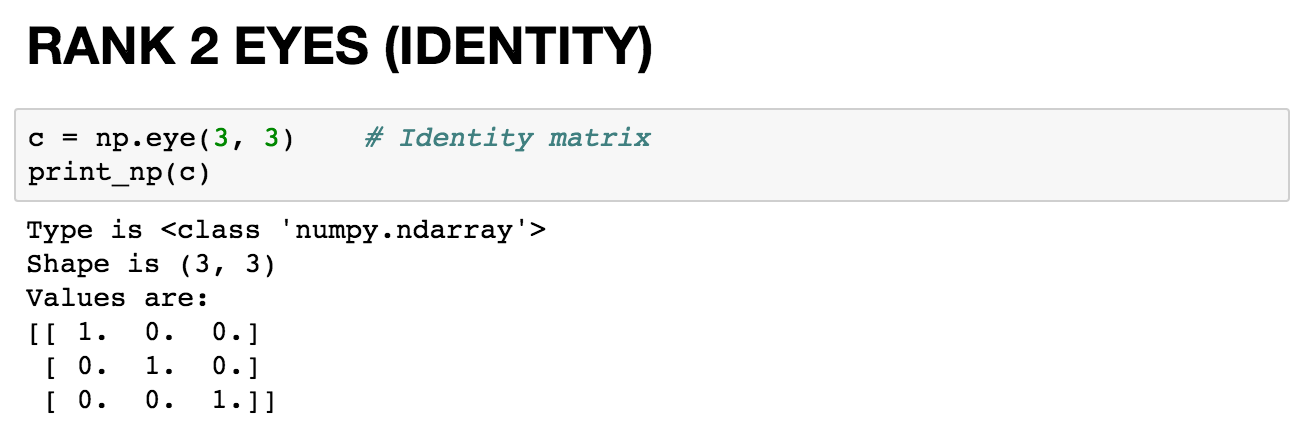 RANK 2 EYES (IDENTITY)
c = np.eye(3, 3)    # Identity matrix
print_np(c)
Type is <class 'numpy.ndarray'>
Shape is (3, 3)
Values are:
[[ 1.  0.  0.]
 [ 0.  1.  0.]
 [ 0.  0.  1.]]